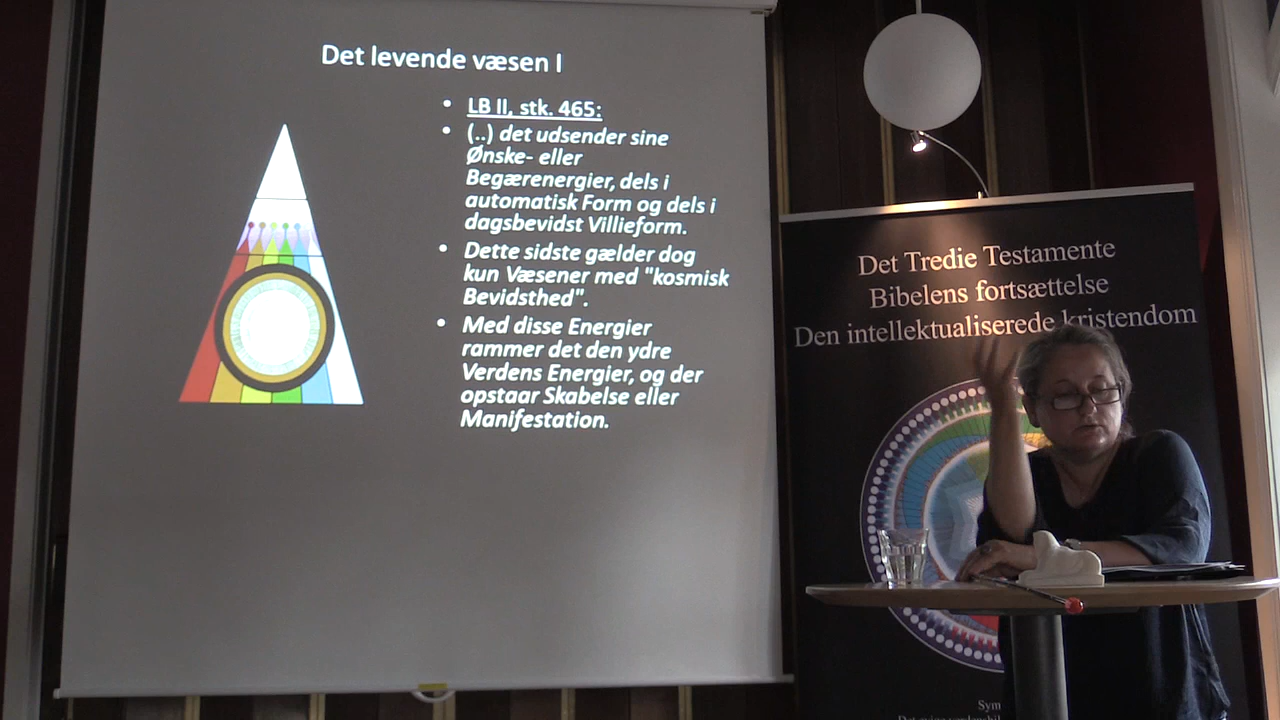 Det levende væsen I
• LB II, stk. 465:
• (..) det udsender sine
Ønske- eller
Begærenergier, dels i
automatisk Form og dels i
dagsbevidst Villieform.
• Dette sidste gælder dog
kun Væsener med "kosmisk
Bevidsthed".
• Med disse Energier
rammer det den ydre
Verdens Energier, og der
opstaar Skabelse eller
Manifestation.
Det Tredie Testamente
Bibelens fortsættelse
Den intellektualiserede kristendom
Sym